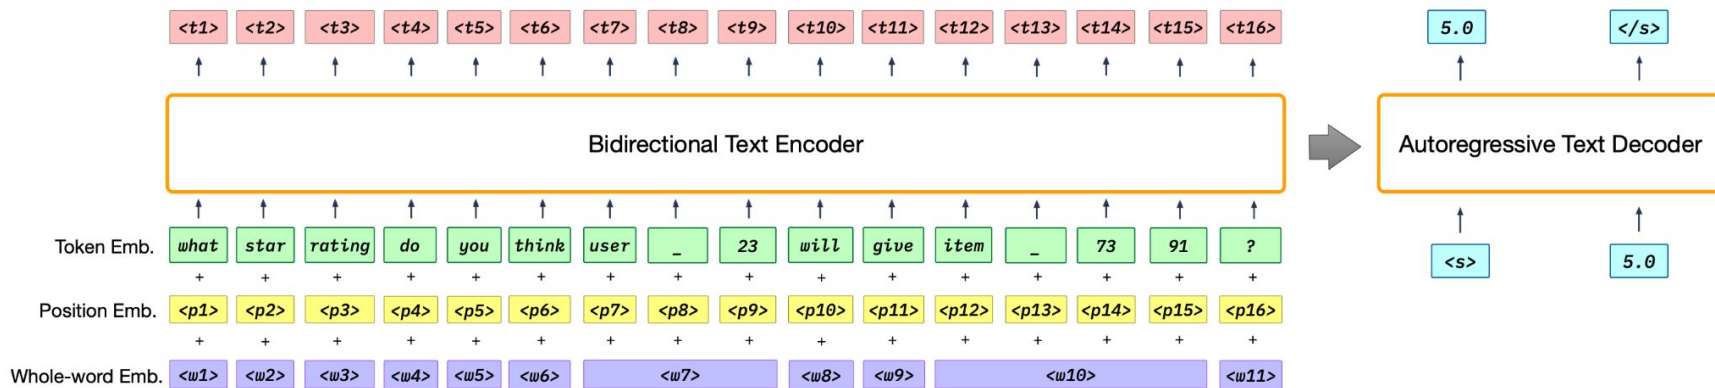 <t1> <t2> <t3> <t4> <t5> <t6> <t7> <t8> <t9> <t10> <t11> <t12> <t13> <t14> <t15> <t16> 5.0 </s>
Bidirectional Text Encoder Autoregressive Text Decoder
Token Emb. what star rating do you think user _ 23 will give item _ 73 91 ? <s> 5.0
+ + + + + + + + + + + + + + + +
Position Emb. <p1> <p2> <p3> <p4> <p5> <p6> <p7> <p8> <p9> <p10> <p11> <p12> <p13> <p14> <p15> <p16>
+ + + + + + + + + + + + + + + +
Whole-word Emb. <w1> <w2> <w3> <w4> <w5> <w6> <w7> <w8> <w9> <w10> <w11>